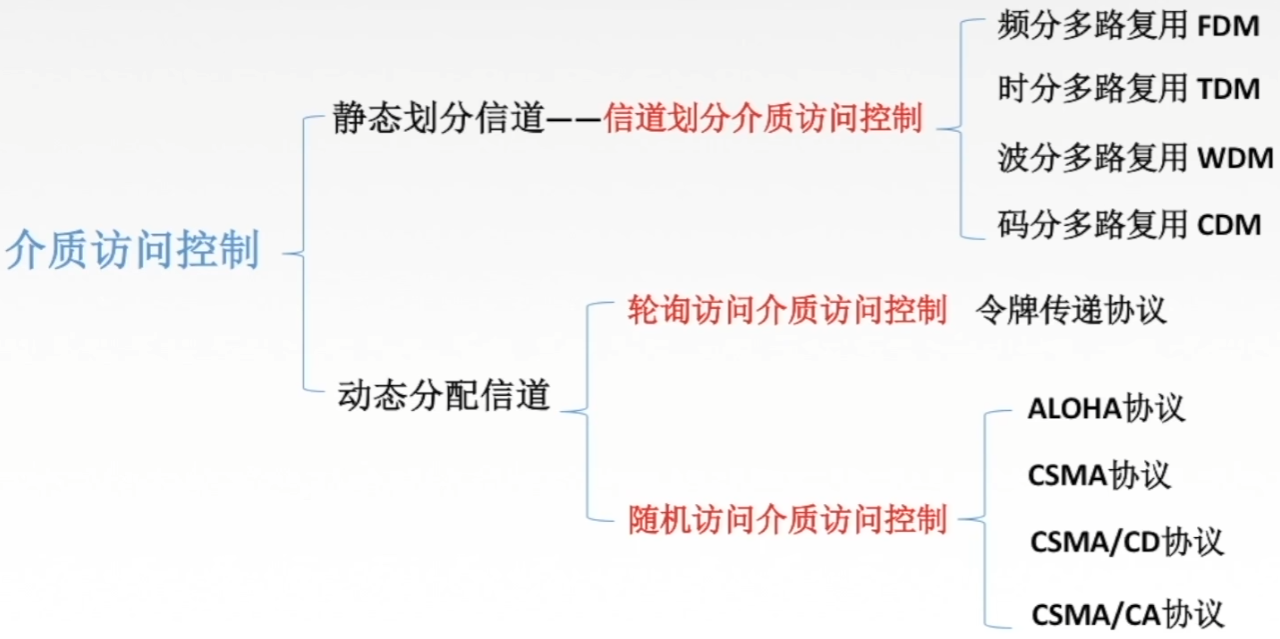 介质访问控制
静态划分信道——信道划分介质访问控制
频分多路复用 FDM
时分多路复用 TDM
波分多路复用 WDM
码分多路复用 CDM
动态分配信道
轮询访问介质访问控制 令牌传递协议
随机访问介质访问控制
ALOHA协议
CSMA协议
CSMA/CD协议
CSMA/CA协议